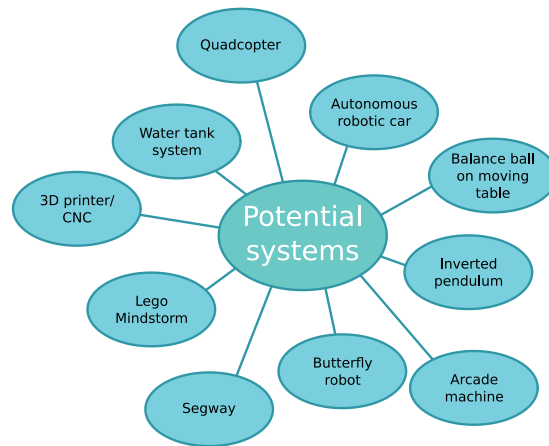 Quadcopter
Autonomous
robotic car
Water tank
system
Balance ball
on moving
table
3D printer/
CNC
Potential
systems
Inverted
pendulum
Lego
Mindstorm
Butterfly
robot
Arcade
machine
Segway